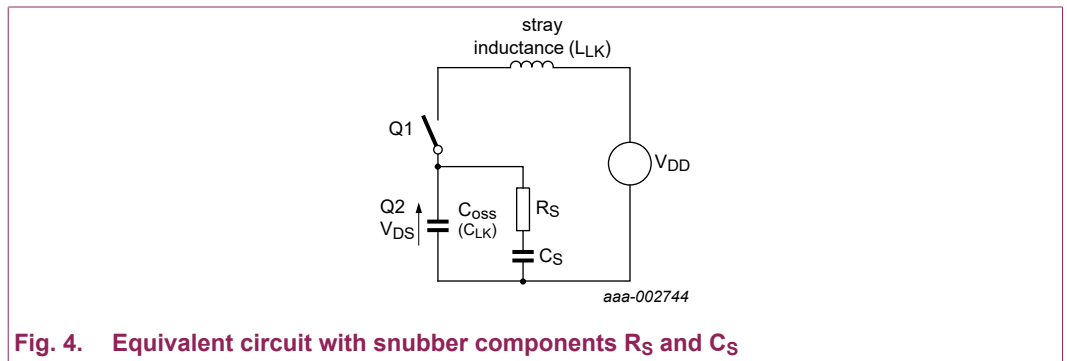 stray
inductance (LLK)
Q1
VDD
Q2
VDS
Coss
(CLK)
RS
CS
aaa-002744
Fig. 4. Equivalent circuit with snubber components RS and CS